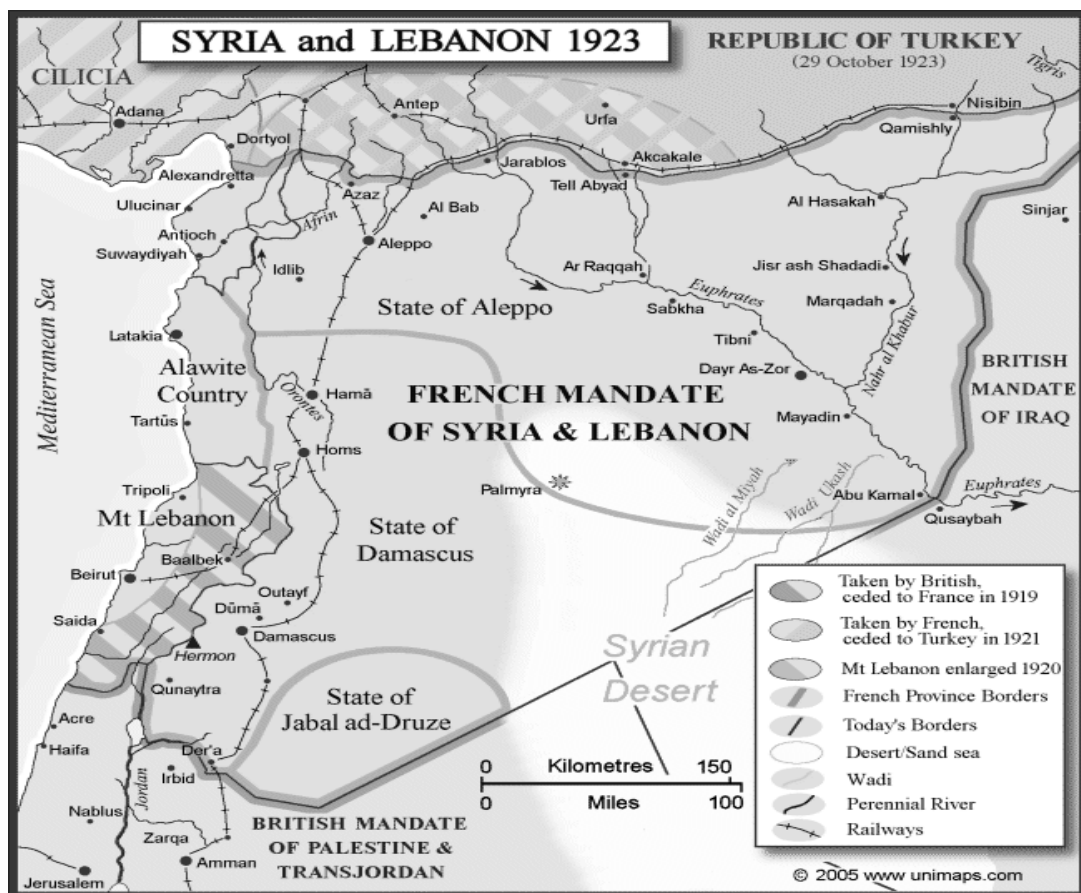 SYRIA and LEBANON 1923
REPUBLIC OF TURKEY
(29 October 1923)
Tigris
CILICIA
Adana
Antep
Urfa
Nisibin
Qamishly
Dortyol
Jarablos
Akcakale
Alexandretta
Tell Abyad
Azaz
Ulucinar
Al Bab
Al Hasakah
Sinjar
Afrin
Antioch
Aleppo
Suwaydiyah
Idlib
Ar Raqqah
Jisr ash Shadadi
Euphrates
Sabkha
Marqadah
State of Aleppo
Mediterranean Sea
Latakia
Tibni
Nahr al Khabur
Alawite
Country
Dayr As-Zor
BRITISH
MANDATE
OF IRAQ
Orontes
Hamā
FRENCH MANDATE
OF SYRIA & LEBANON
Tartūs
Mayadin
Homs
Tripoli
Palmyra
Wadi al Miyah
Wadi Ukash
Abu Kamal
Euphrates
Qusaybah
Mt Lebanon
State of
Damascus
Baalbek
Beirut
Outayf
Dūmā
Saida
Damascus
Hermon
Syrian
Desert
Qunaytra
State of
Jabal ad-Druze
Acre
Haifa
Der'a
Irbid
Jordan
Nablus
Zarqa
Amman
Jerusalem
BRITISH MANDATE
OF PALESTINE &
TRANSJORDAN
0 Kilometres 150
0 Miles 100
Taken by British,
ceded to France in 1919
Taken by French,
ceded to Turkey in 1921
Mt Lebanon enlarged 1920
French Province Borders
Today's Borders
Desert/Sand sea
Wadi
Perennial River
Railways
© 2005 www unimaps.com